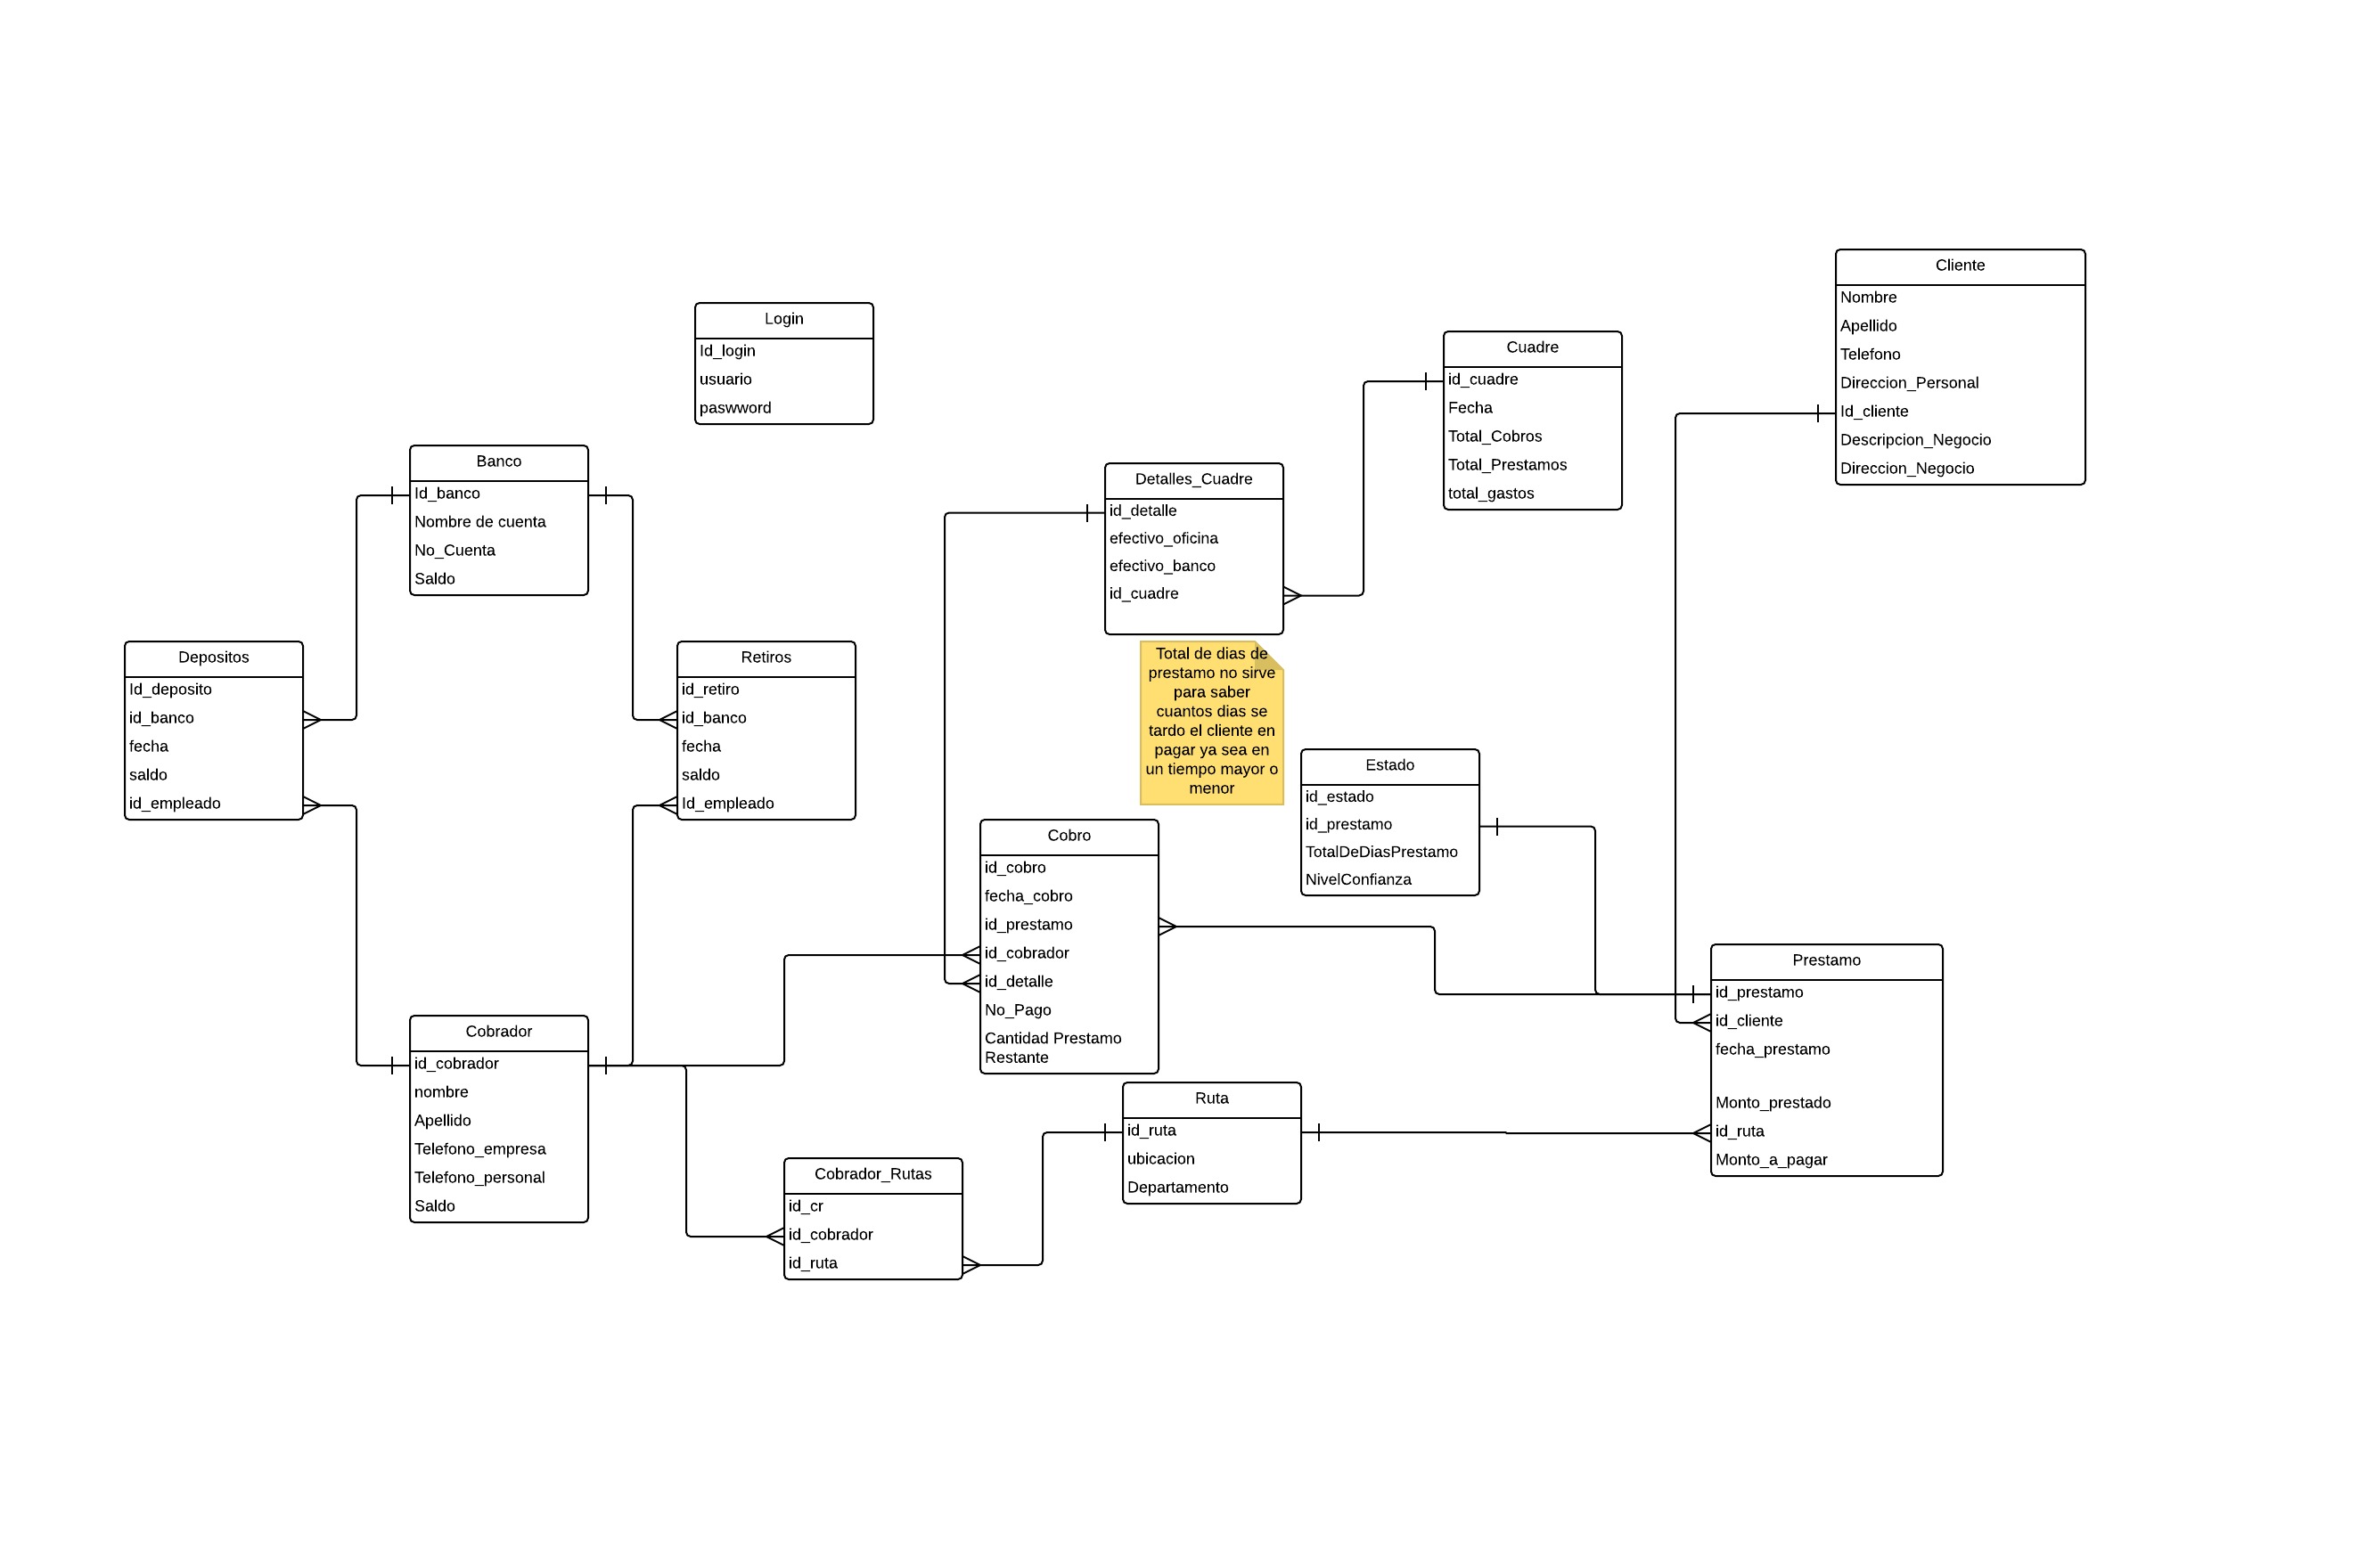 Login
Id_login
usuario
paswword
Banco
Id_banco
Nombre de cuenta
No_Cuenta
Saldo
Depositos
Id_deposito
id_banco
fecha
saldo
id_empleado
Retiros
id_retiro
id_banco
fecha
saldo
Id_empleado
Cobrador
id_cobrador
nombre
Apellido
Telefono_empresa
Telefono_personal
Saldo
Cobrador_Rutas
id_cr
id_cobrador
id_ruta
Detalles_Cuadre
id_detalle
efectivo_oficina
efectivo_banco
id_cuadre
Total de dias de
prestamo no sirve
para saber
cuantos dias se
tardo el cliente en
pagar ya sea en
un tiempo mayor o
menor
Cobro
id_cobro
fecha_cobro
id_prestamo
id_cobrador
id_detalle
No_Pago
Cantidad Prestamo
Restante
Ruta
id_ruta
ubicacion
Departamento
Cuadre
id_cuadre
Fecha
Total_Cobros
Total_Prestamos
total_gastos
Estado
id_estado
id_prestamo
TotalDeDiasPrestamo
NivelConfianza
Cliente
Nombre
Apellido
Telefono
Direccion_Personal
Id_cliente
Descripcion_Negocio
Direccion_Negocio
Prestamo
id_prestamo
id_cliente
fecha_prestamo
Monto_prestado
id_ruta
Monto_a_pagar